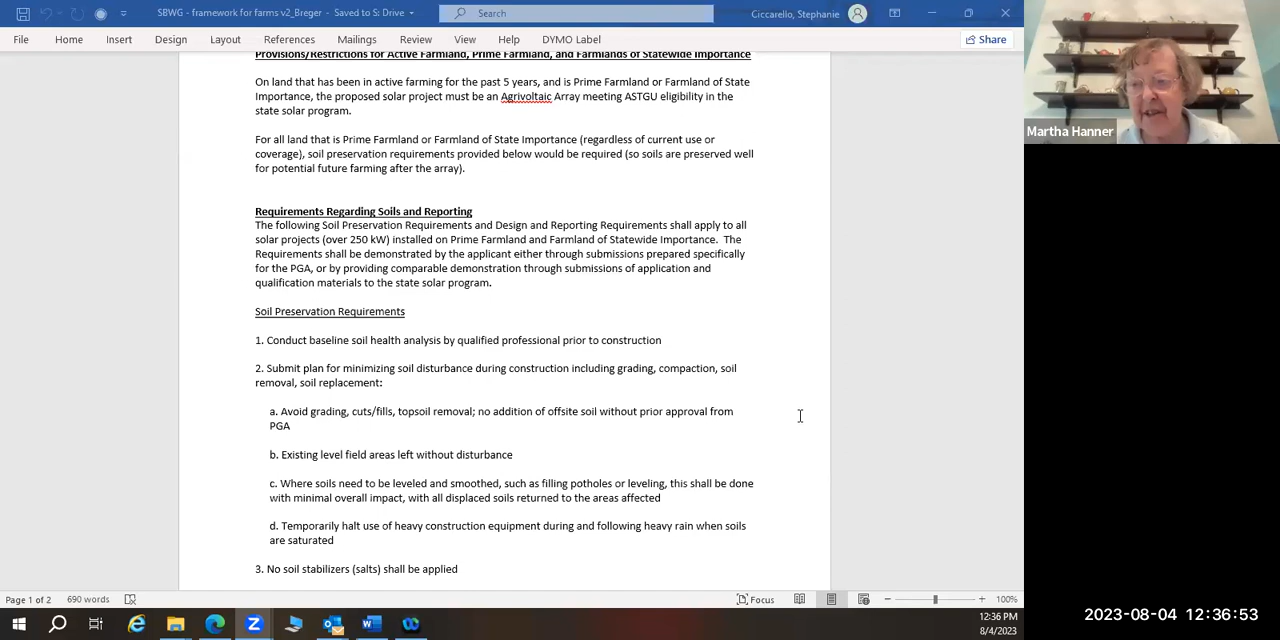 SBWG - framework for farms v2_Breger - Saved to S: Drive
Search
Ciccarello, Stephanie
File Home Insert Design Layout References Mailings Review View Help DYMO Label
Share
Provisions/Restrictions for Active Farmland, Prime Farmland, and Farmlands of Statewide Importance
On land that has been in active farming for the past 5 years, and is Prime Farmland or Farmland of State
Importance, the proposed solar project must be an Agrivoltaic Array meeting ASTGU eligibility in the
state solar program.
For all land that is Prime Farmland or Farmland of State Importance (regardless of current use or
coverage), soil preservation requirements provided below would be required (so soils are preserved well
for potential future farming after the array).
Requirements Regarding Soils and Reporting
The following Soil Preservation Requirements and Design and Reporting Requirements shall apply to all
solar projects (over 250 kW) installed on Prime Farmland and Farmland of Statewide Importance. The
Requirements shall be demonstrated by the applicant either through submissions prepared specifically
for the PGA, or by providing comparable demonstration through submissions of application and
qualification materials to the state solar program.
Soil Preservation Requirements
1. Conduct baseline soil health analysis by qualified professional prior to construction
2. Submit plan for minimizing soil disturbance during construction including grading, compaction, soil
removal, soil replacement:
a. Avoid grading, cuts/fills, topsoil removal; no addition of offsite soil without prior approval from
PGA
b. Existing level field areas left without disturbance
c. Where soils need to be leveled and smoothed, such as filling potholes or leveling, this shall be done
with minimal overall impact, with all displaced soils returned to the areas affected
d. Temporarily halt use of heavy construction equipment during and following heavy rain when soils
are saturated
3. No soil stabilizers (salts) shall be applied
Page 1 of 2 690 words
Focus
100%
12:36 PM
8/4/2023
Martha Hanner
2023-08-04 12:36:53